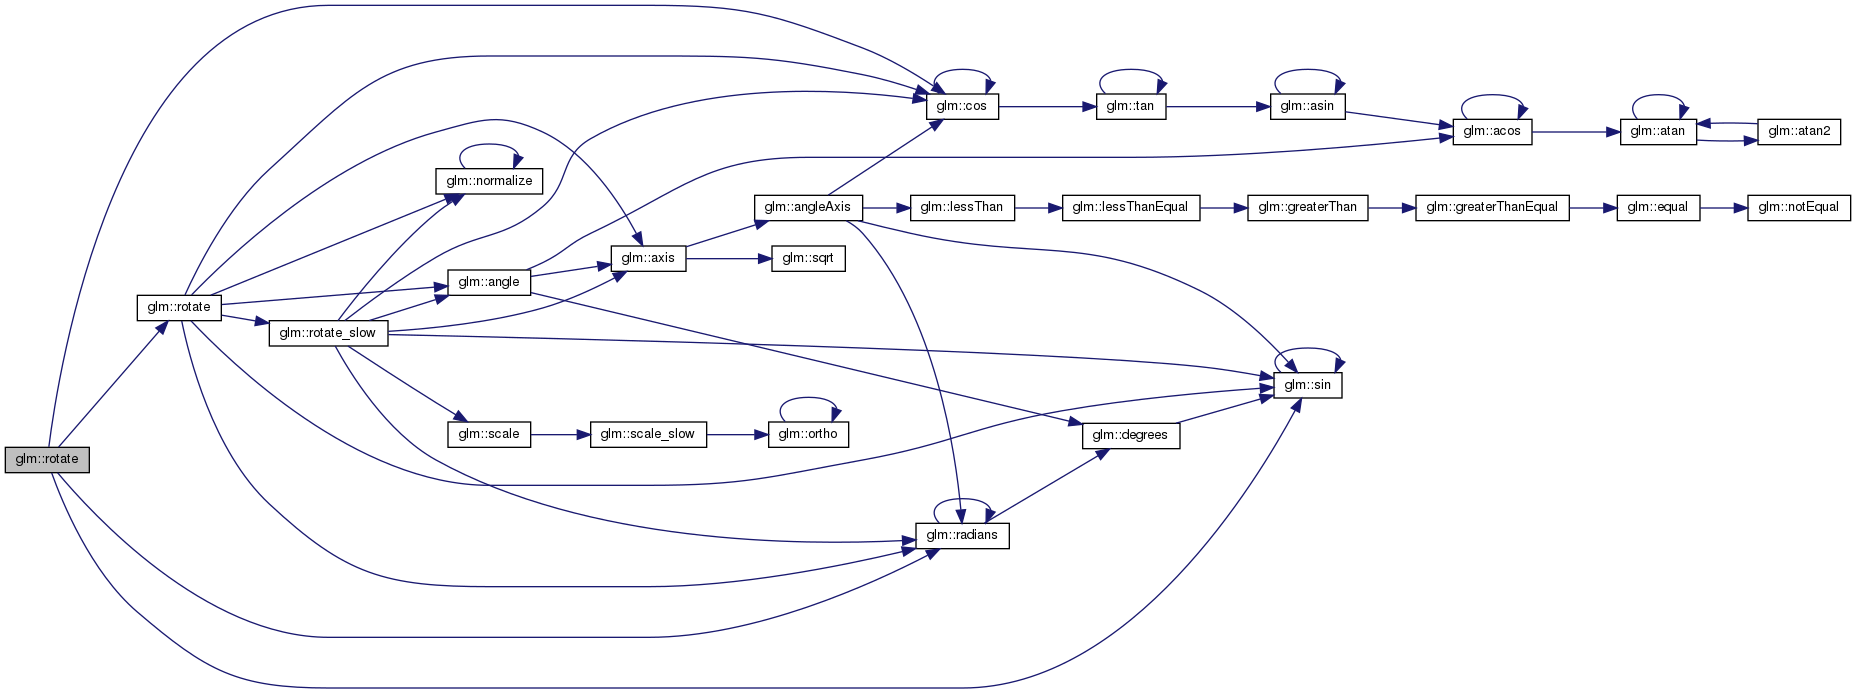 glm::cos
glm::tan
glm::asin
glm::acos
glm::atan
glm::atan2
glm::normalize
glm::angleAxis
glm::lessThan
glm::lessThanEqual
glm::greaterThan
glm::greaterThanEqual
glm::equal
glm::notEqual
glm::axis
glm::sqrt
glm::angle
glm::rotate
glm::rotate_slow
glm::sin
glm::scale
glm::scale_slow
glm::ortho
glm::degrees
glm::rotate
glm::radians